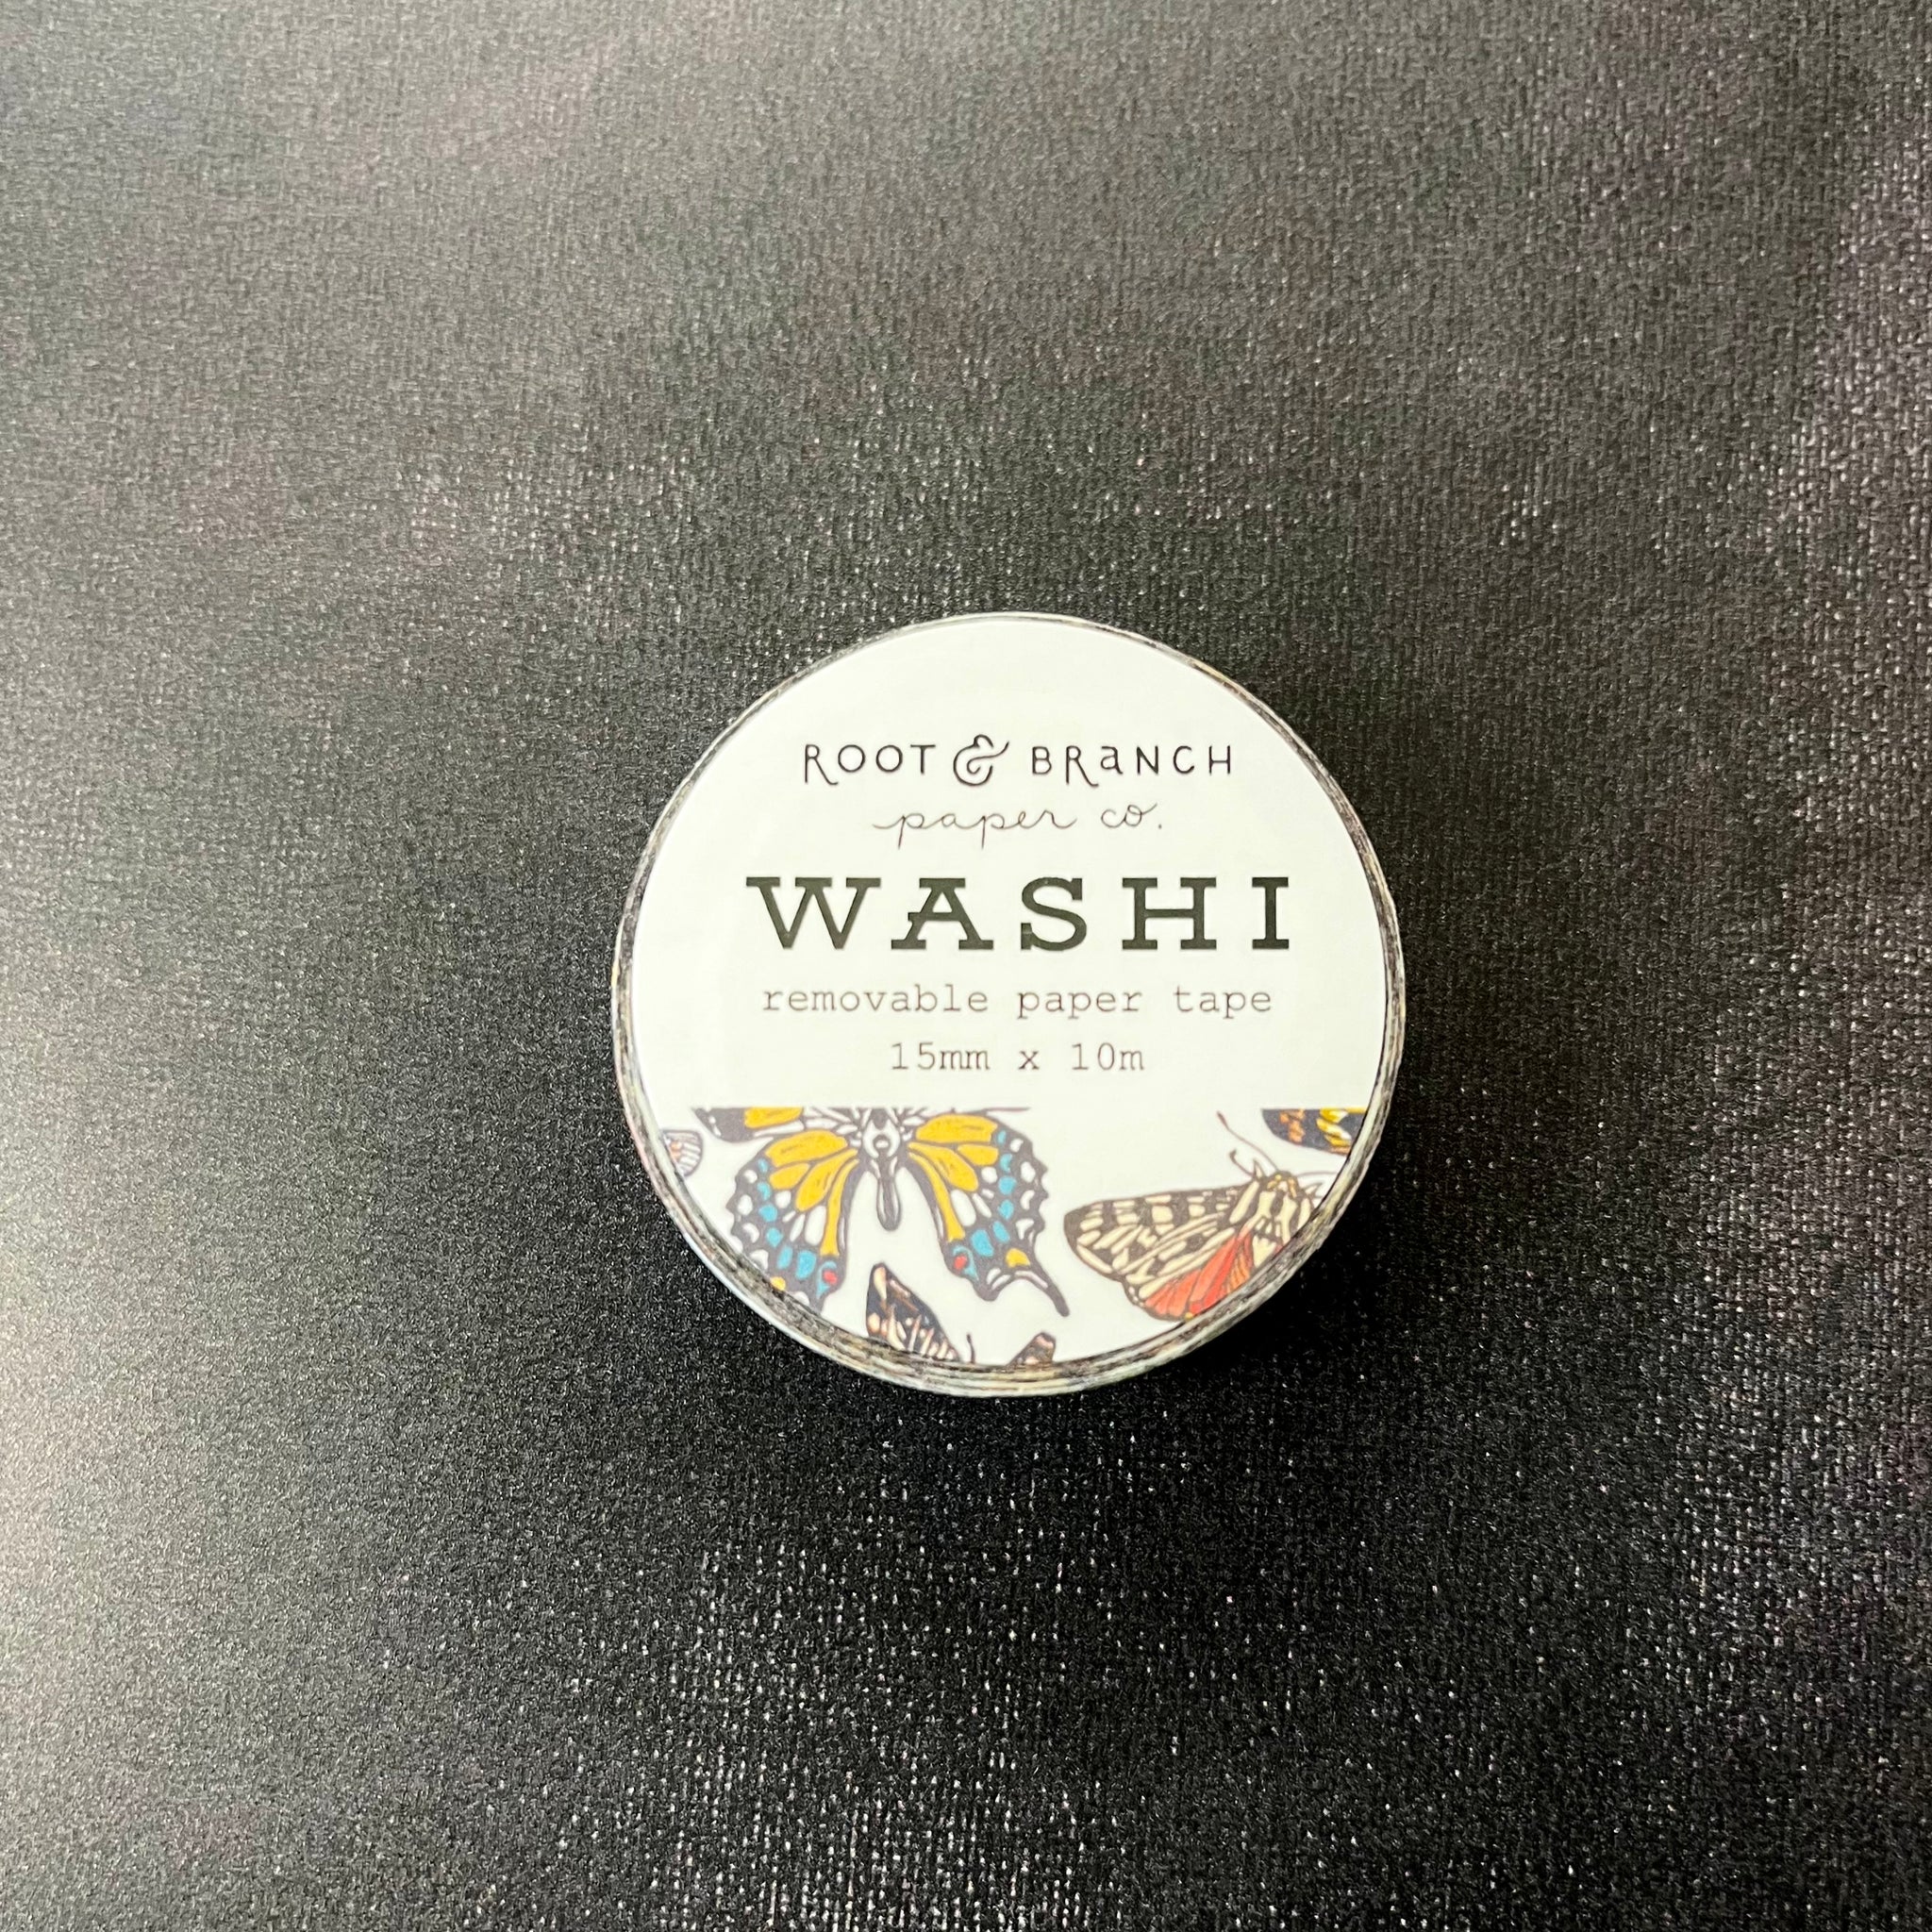 ROOT & BRaNCH
paper co.
WASHI
removable paper tape
15mm x 10m